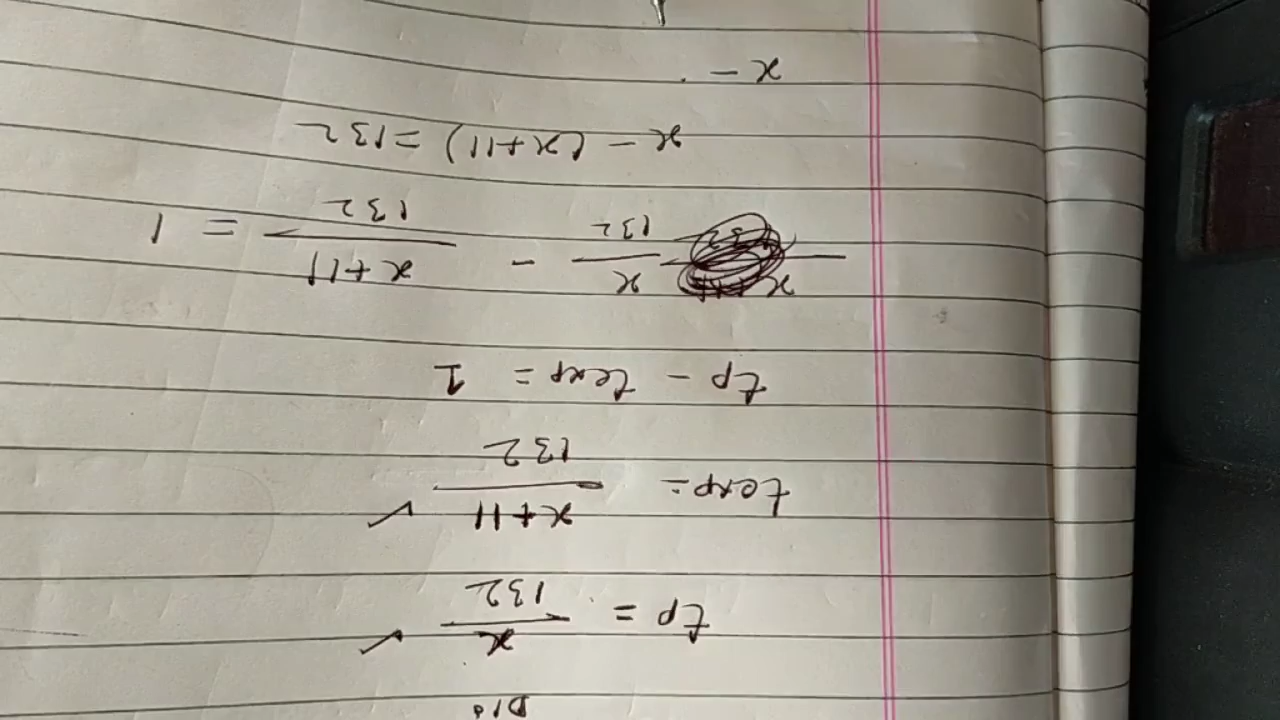 tp = x/132 ✓
texp = x+11/132 ✓
tp - texp = 1
x/132 - x+11/132 = 1
x - (x+11) = 132
x -